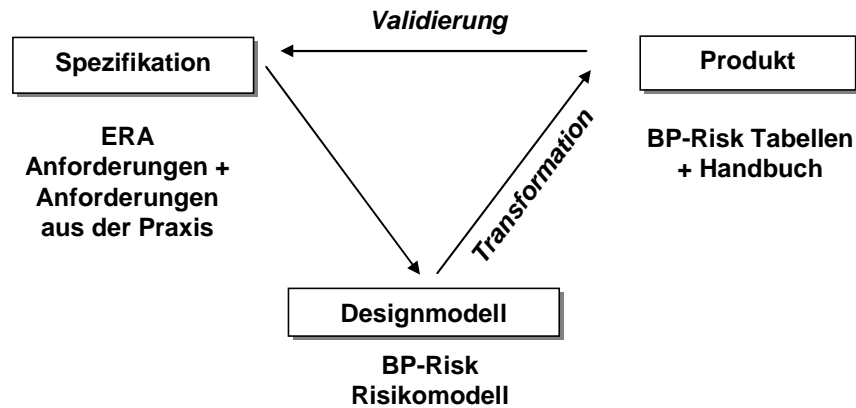 Validierung
Spezifikation
Produkt
ERA
Anforderungen +
Anforderungen
aus der Praxis
BP-Risk Tabellen
+ Handbuch
Transformation
Designmodell
BP-Risk
Risikomodell